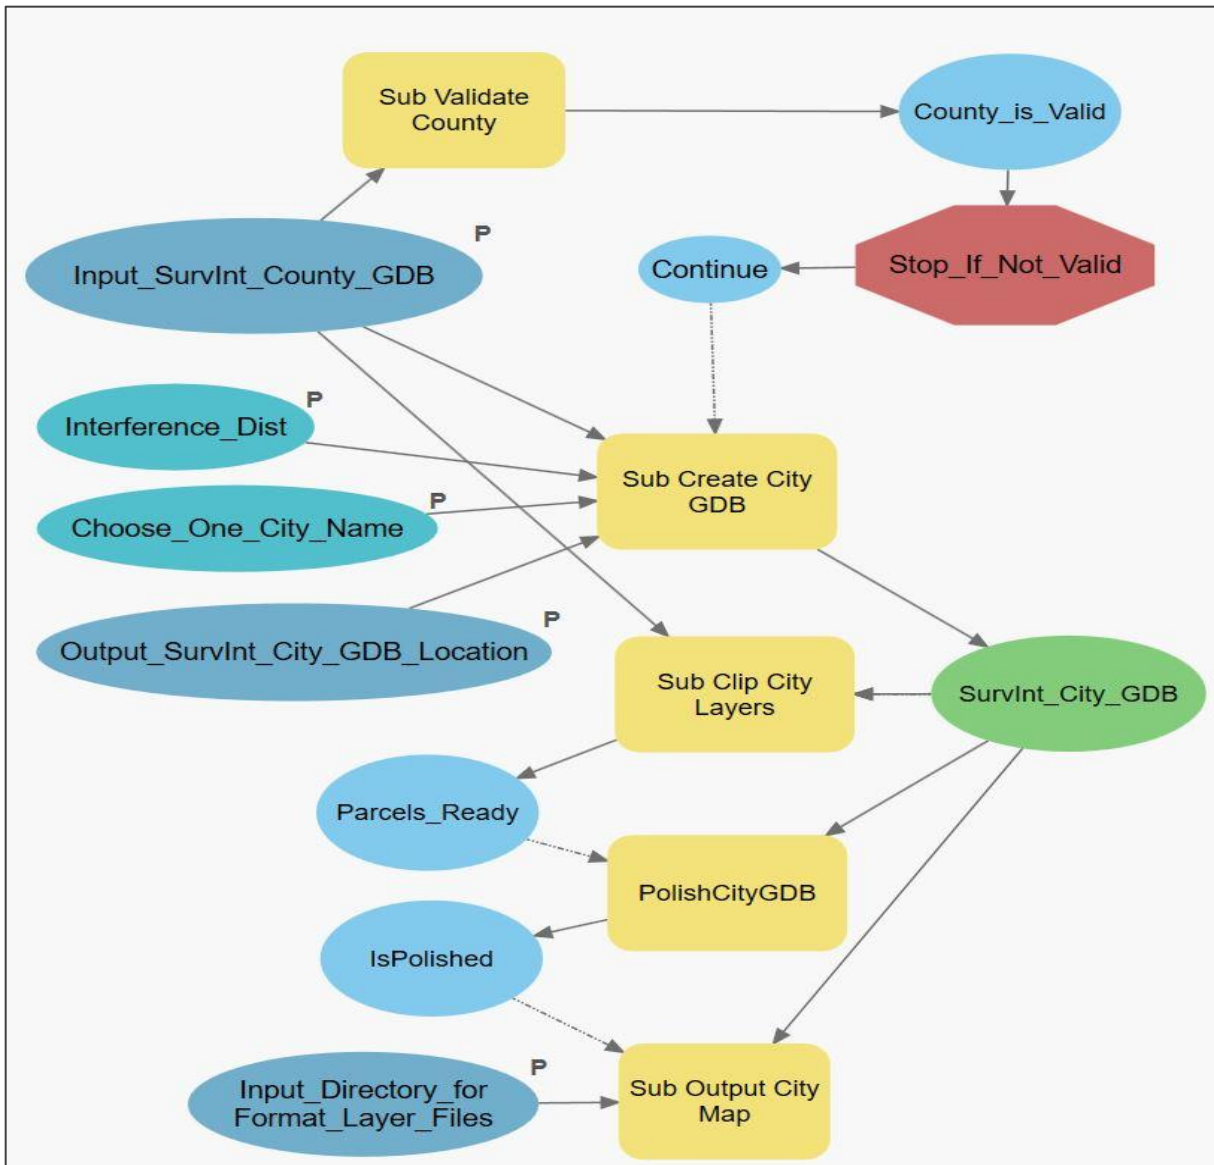 Sub Validate
County
County_is_Valid
P
Input_SurvInt_County_GDB
Continue
Stop_If_Not_Valid
P
Interference_Dist
Sub Create City
GDB
P
Choose_One_City_Name
P
Output_SurvInt_City_GDB_Location
Sub Clip City
Layers
SurvInt_City_GDB
Parcels_Ready
PolishCityGDB
IsPolished
P
Input_Directory_for
Format_Layer_Files
Sub Output City
Map